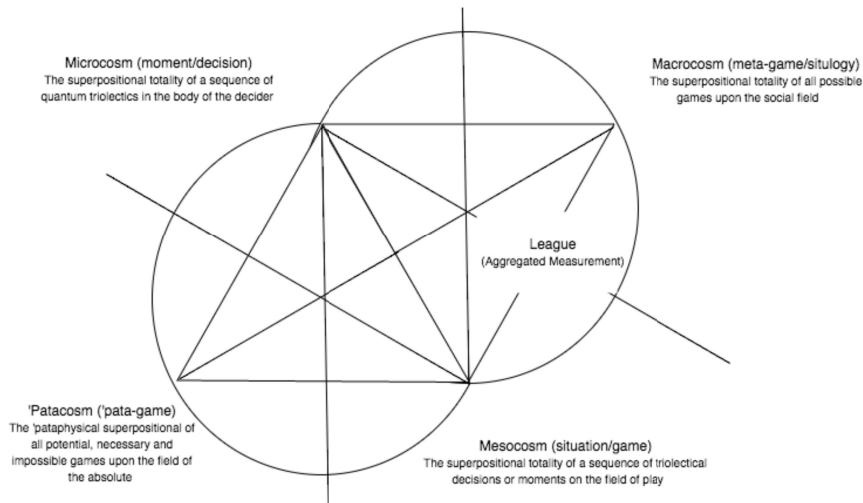 Microcosm (moment/decision)
The superpositional totality of a sequence of
quantum triolectics in the body of the decider
Macrocosm (meta-game/situlogy)
The superpositional totality of all possible
games upon the social field
League
(Aggregated Measurement)
'Patacosm ('pata-game)
The 'pataphysical superpositional of
all potential, necessary and
impossible games upon the field of
the absolute
Mesocosm (situation/game)
The superpositional totality of a sequence of triolectical
decisions or moments on the field of play